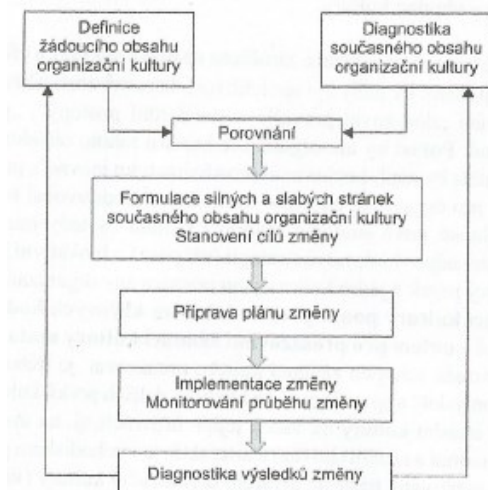 Definice
žádoucího obsahu
organizační kultury
Diagnostika
současného obsahu
organizační kultury
Porovnání
Formulace silných a slabých stránek
současného obsahu organizační kultury
Stanovení cílů změny
Příprava plánu změny
Implementace změny
Monitorování průběhu změny
Diagnostika výsledků změny